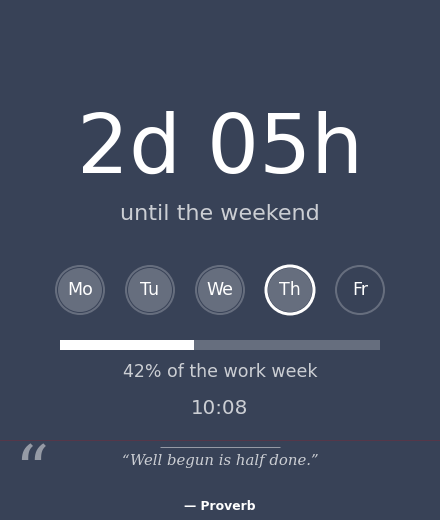 2d 05h
until the weekend
Mo Tu We Th Fr
42% of the work week
10:08
“
“Well begun is half done.”
— Proverb